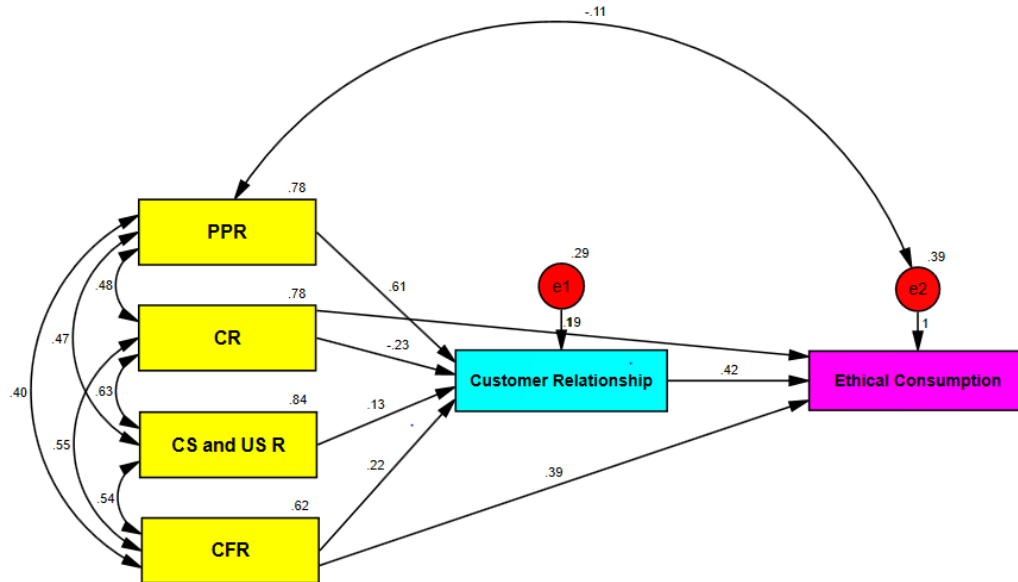 -.11
.78
PPR
.29
e1
.39
e2
.48
.61
.78
CR
.19
1
.47
-.23
Customer Relationship
.42
Ethical Consumption
.40
.63
.84
.13
CS and US R
.55
.22
.39
.54
.62
CFR